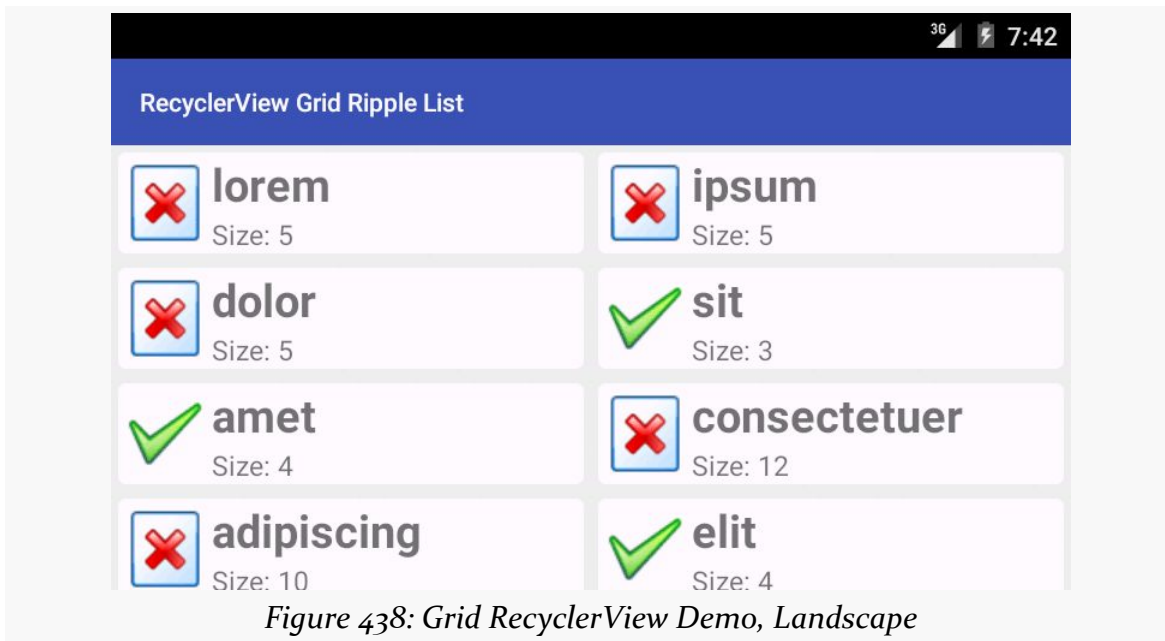 3G 7:42
RecyclerView Grid Ripple List
lorem
Size: 5
ipsum
Size: 5
dolor
Size: 5
sit
Size: 3
amet
Size: 4
consectetuer
Size: 12
adipiscing
Size: 10
elit
Size: 4
Figure 438: Grid RecyclerView Demo, Landscape